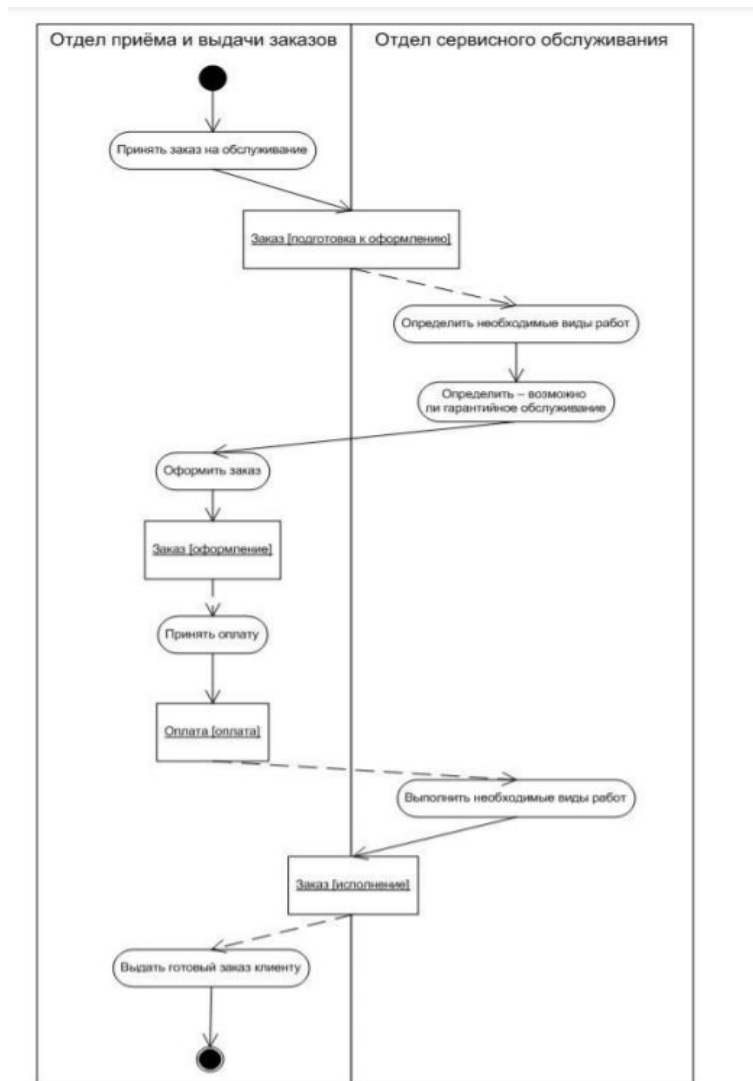 Отдел приёма и выдачи заказов
Отдел сервисного обслуживания
Принять заказ на обслуживание
Заказ [подготовка к оформлению]
Определить необходимые виды работ
Определить – возможно
ли гарантийное обслуживание
Оформить заказ
Заказ [оформление]
Принять оплату
Оплата [оплата]
Выполнить необходимые виды работ
Заказ [исполнение]
Выдать готовый заказ клиенту